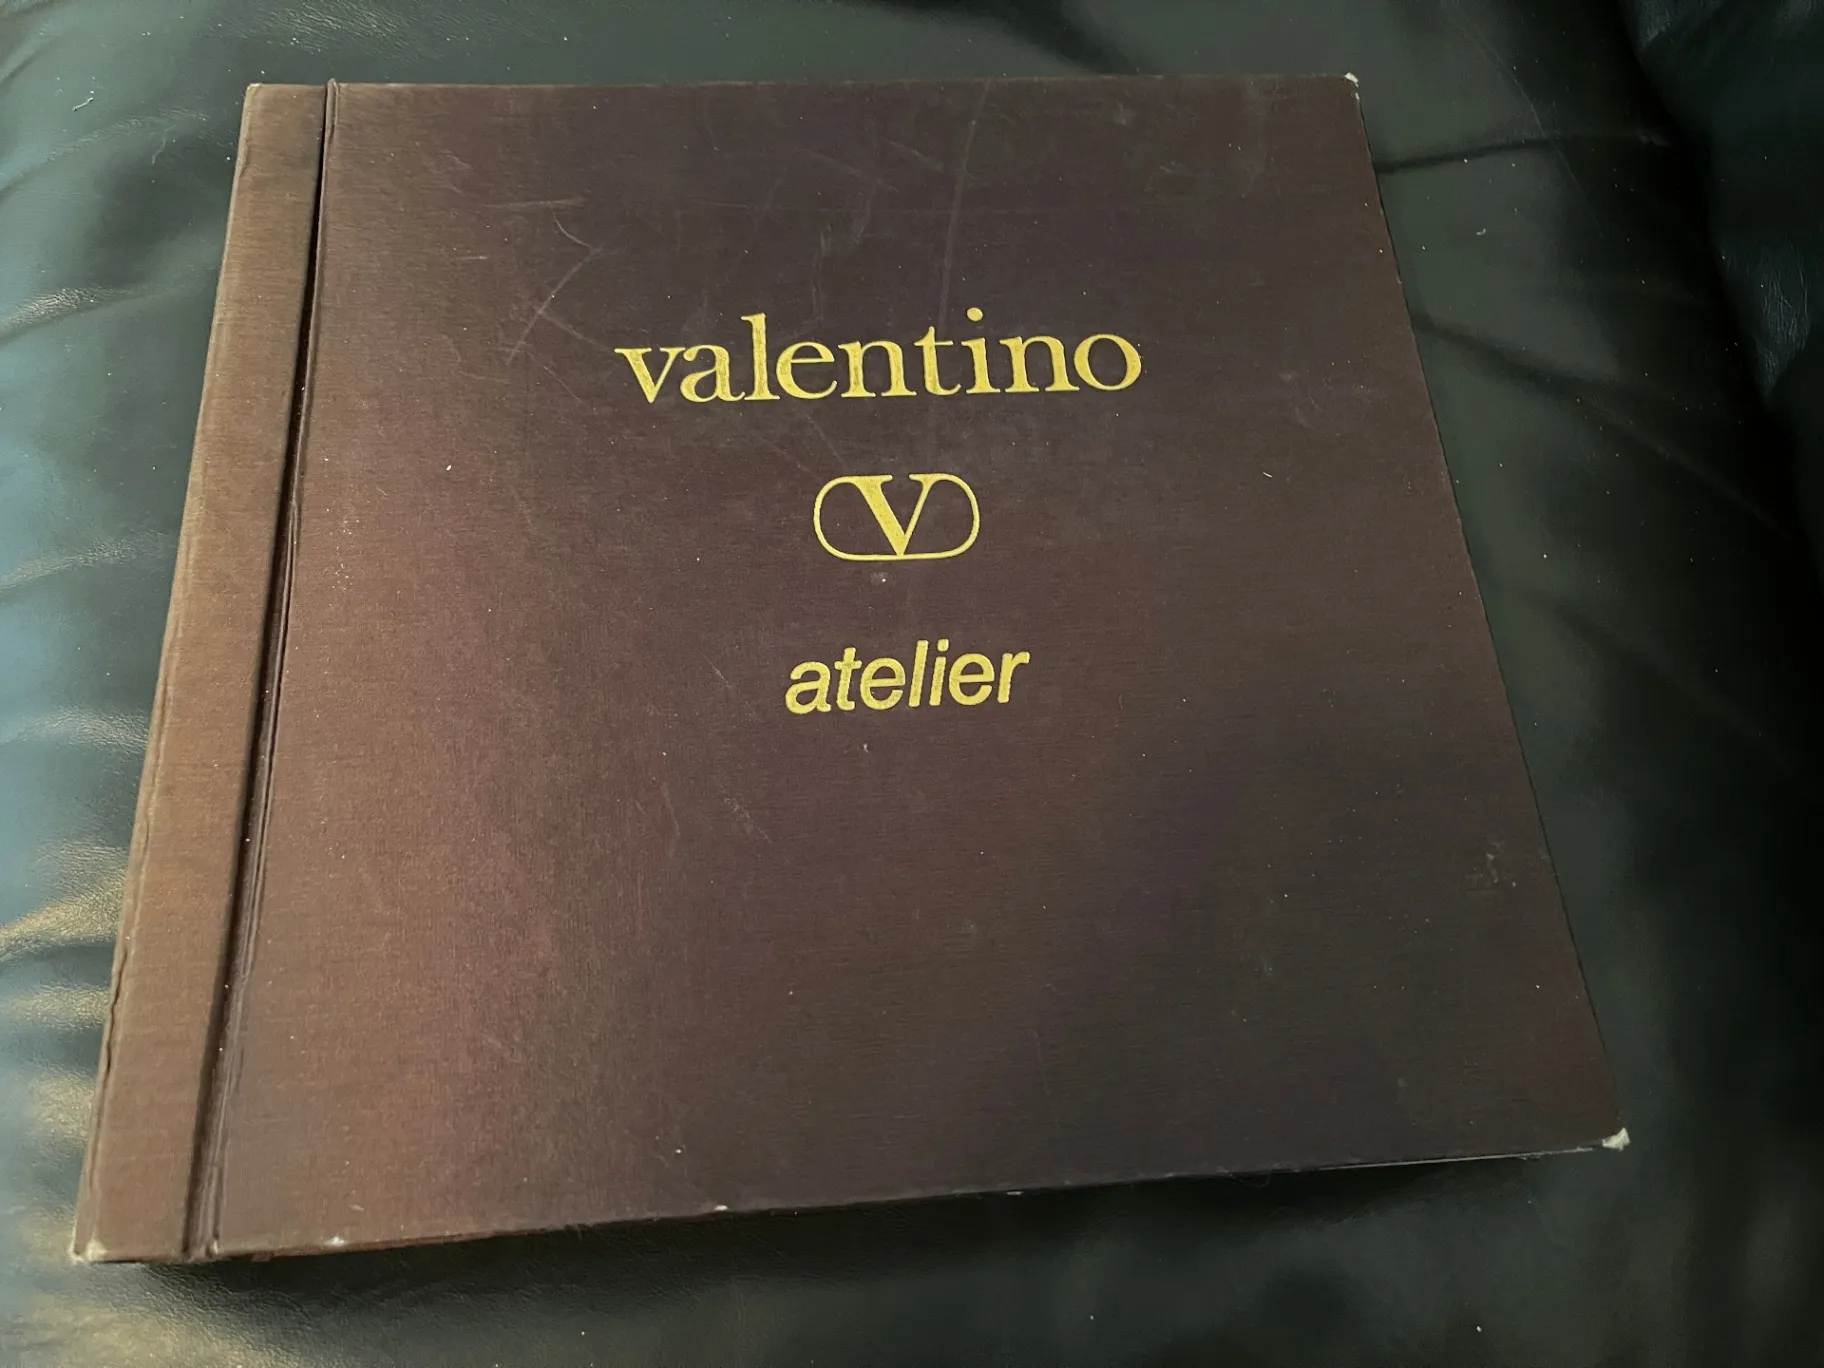 valentino
V
atelier